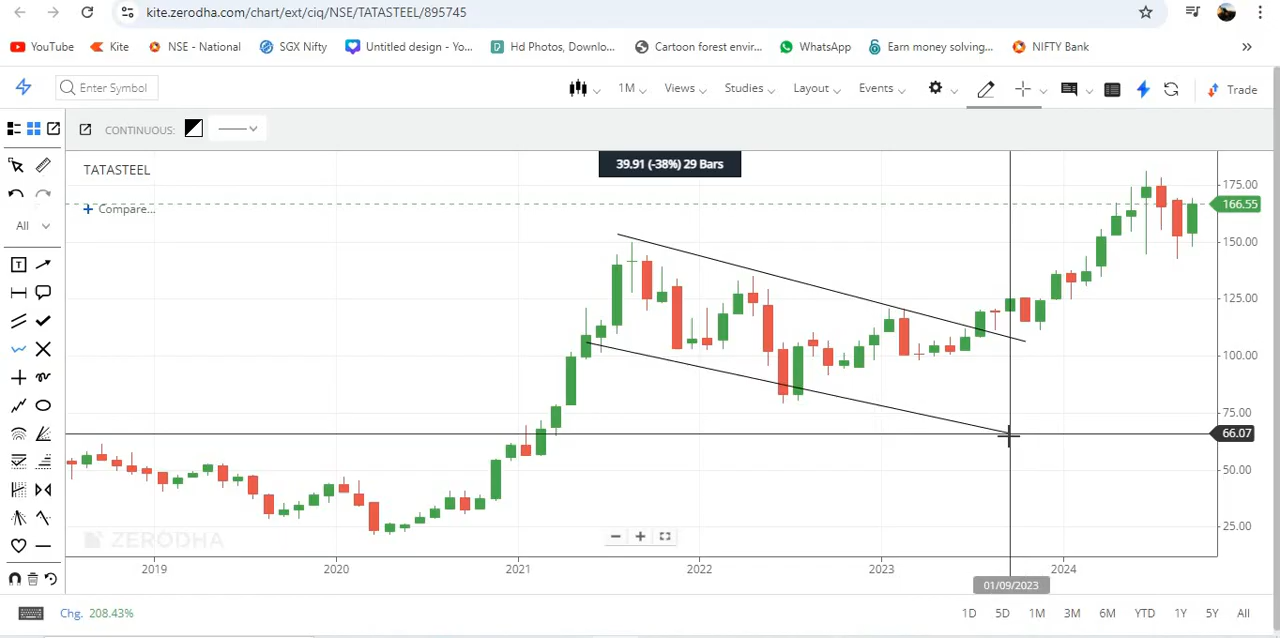 kite.zerodha.com/chart/ext/ciq/NSE/TATASTEEL/895745
YouTube Kite NSE - National SGX Nifty Untitled design - Yo... Hd Photos, Downlo... Cartoon forest envir... WhatsApp Earn money solving... NIFTY Bank »
Enter Symbol 1M Views Studies Layout Events Trade
CONTINUOUS:
39.91 (-38%) 29 Bars
TATASTEEL
175.00
+ Compare...
166.55
All
150.00
T
125.00
100.00
75.00
66.07
50.00
25.00
ZERODHA
2019 2020 2021 2022 2023 2024
01/09/2023
Chg. 208.43% 1D 5D 1M 3M 6M YTD 1Y 5Y All